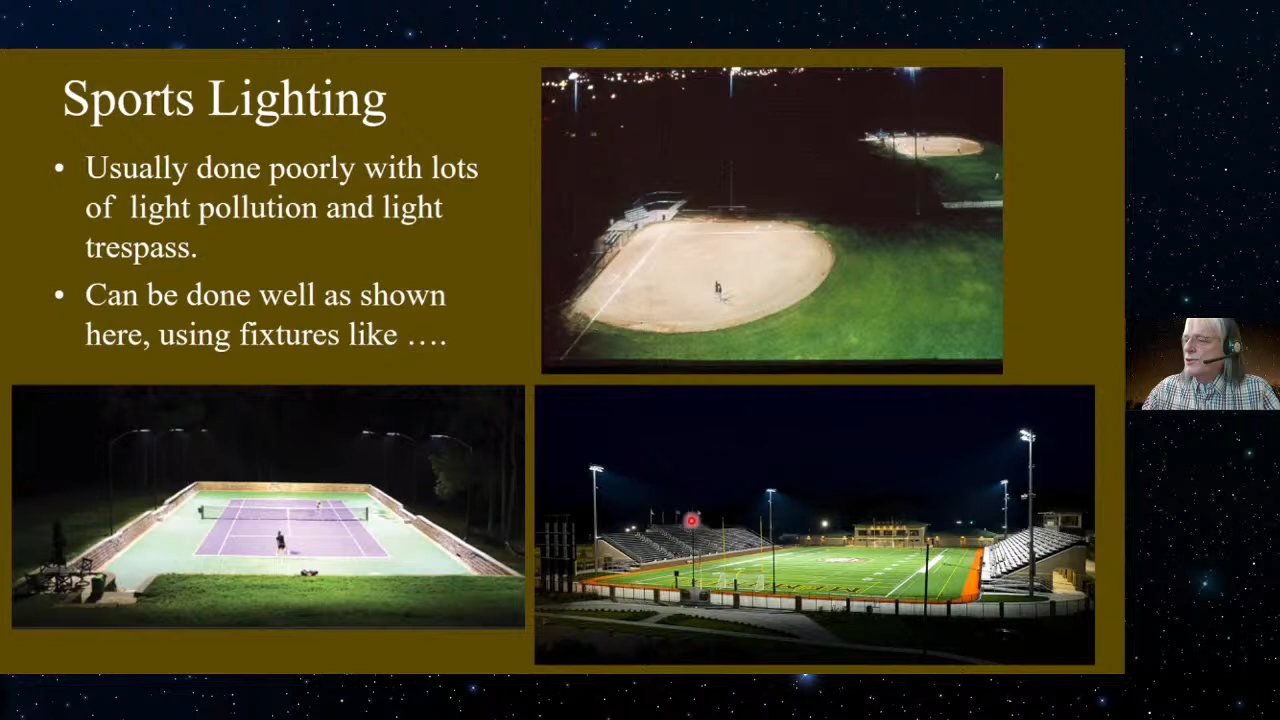 Sports Lighting
• Usually done poorly with lots
of  light pollution and light
trespass.
• Can be done well as shown
here, using fixtures like ….